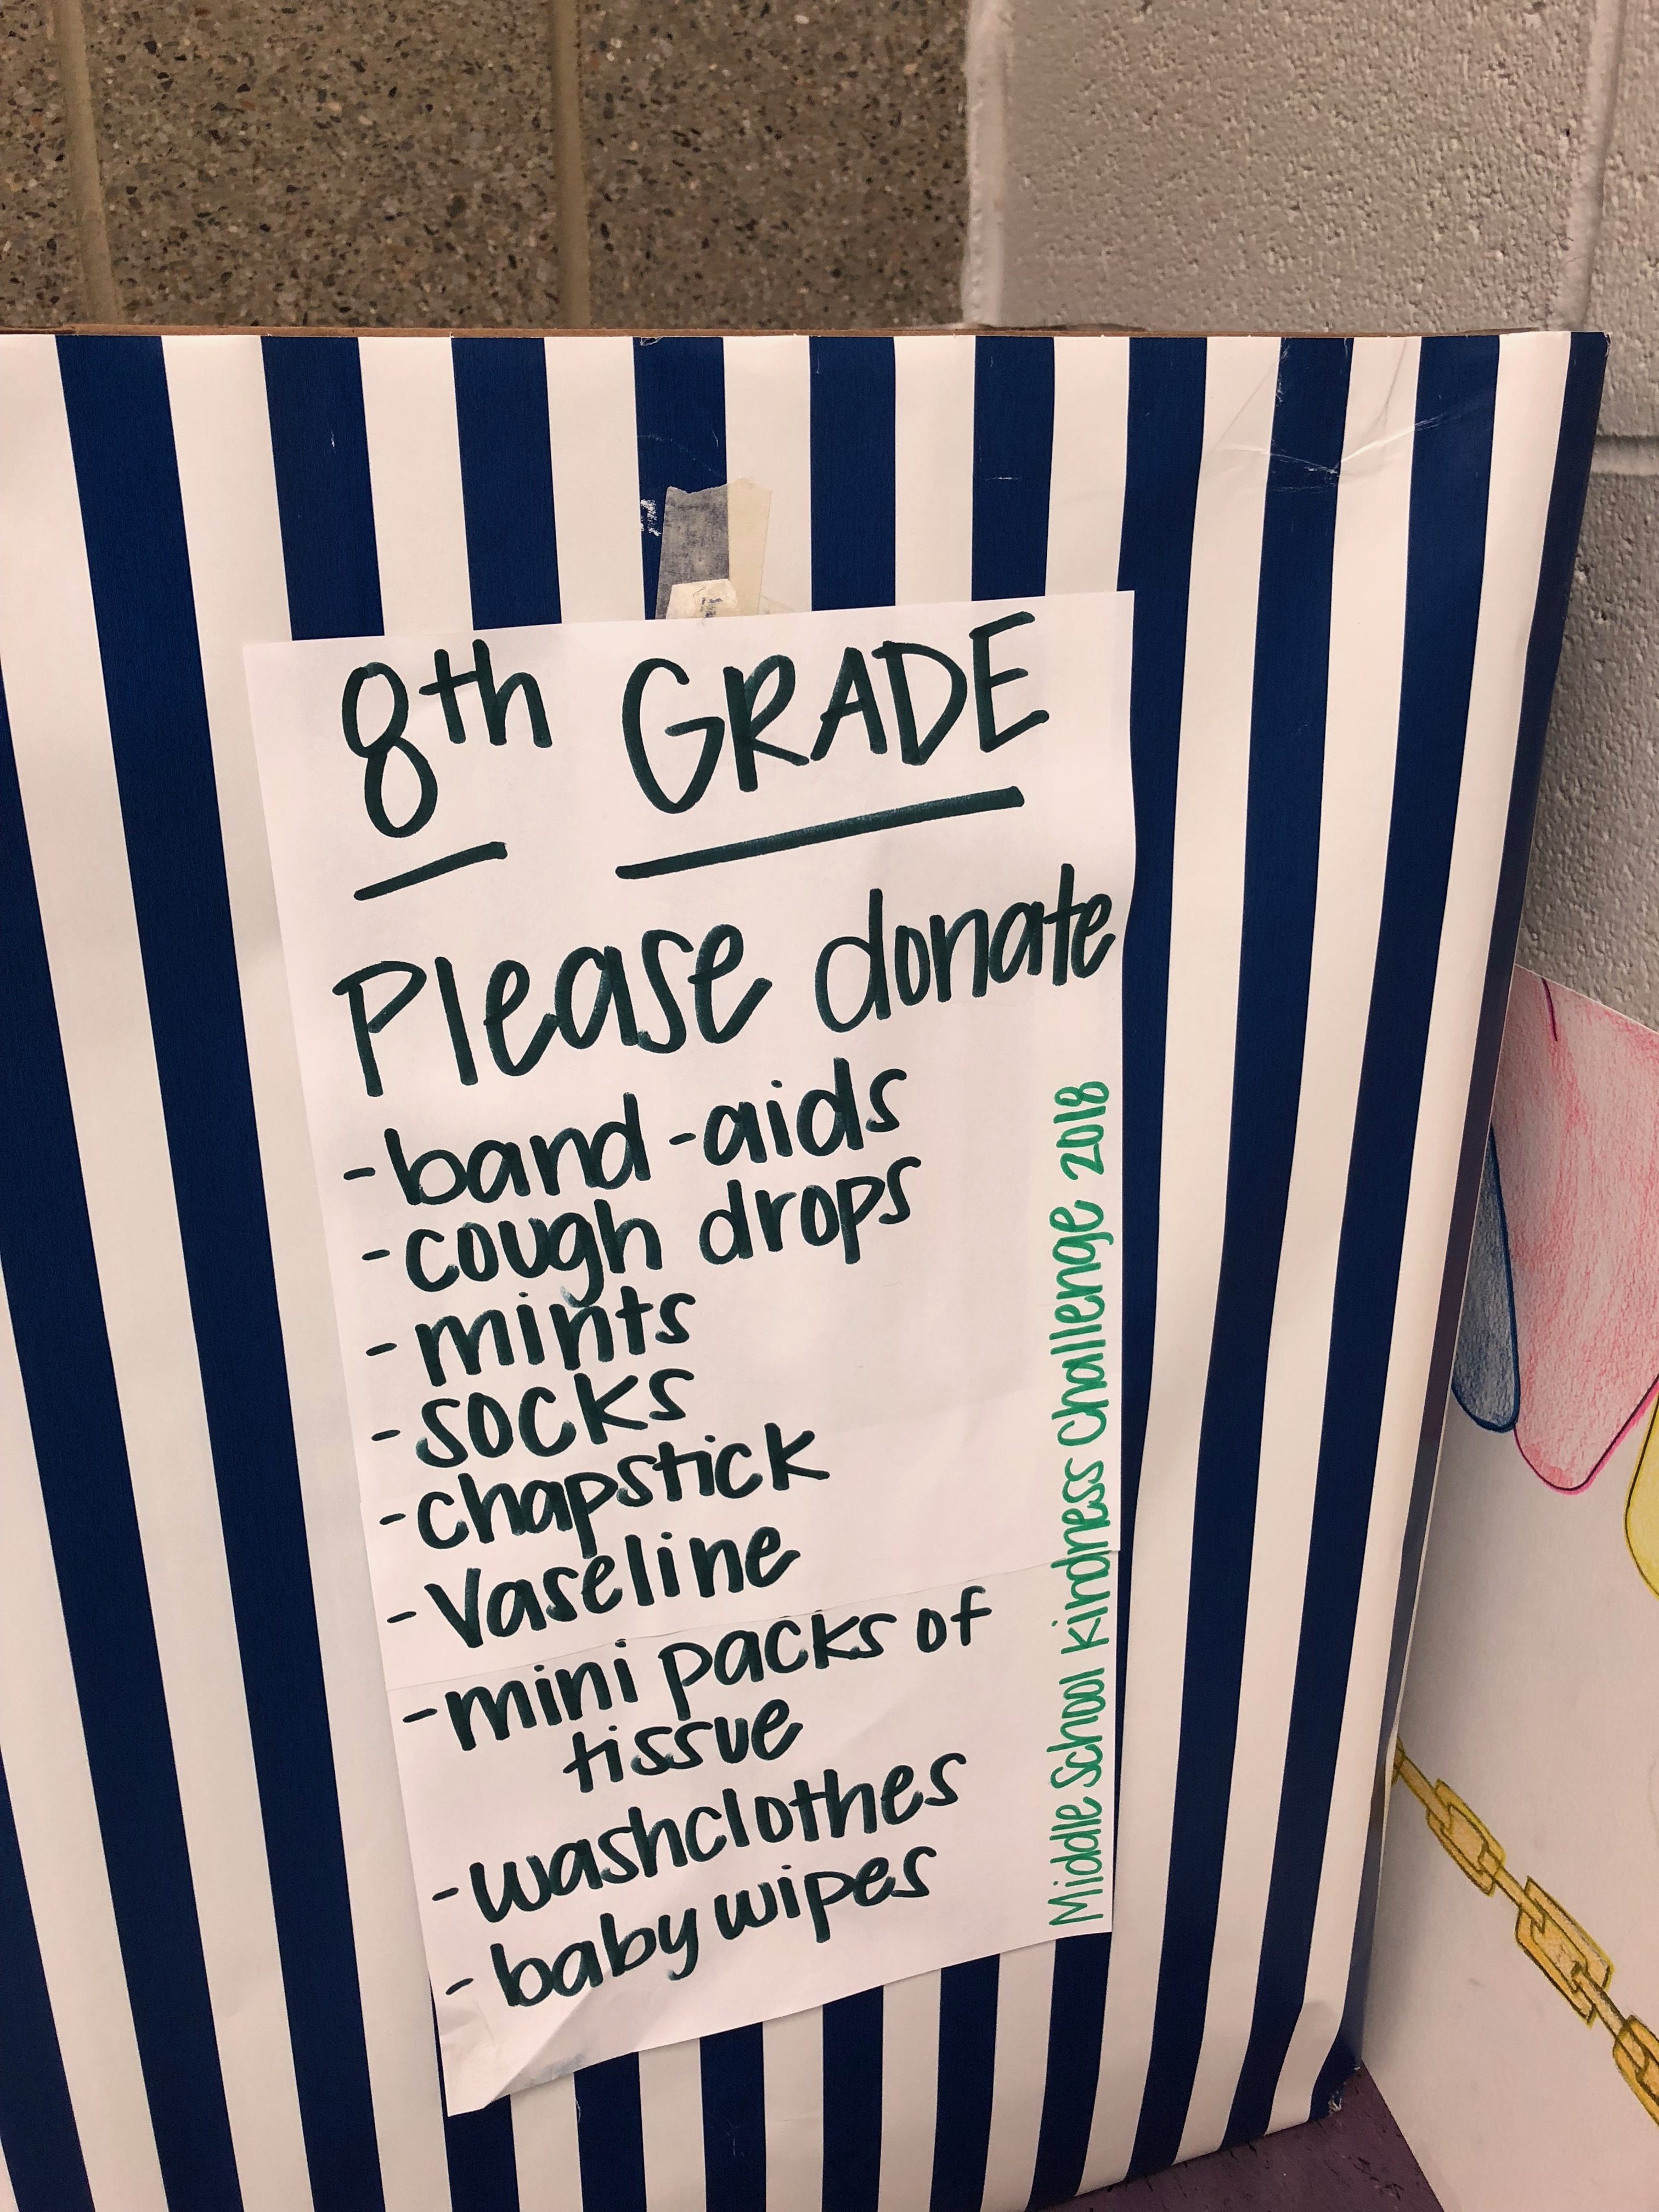 8th GRADE
Please donate
-band-aids
-cough drops
-mints
-socks
-chapstick
-Vaseline
-mini packs of
tissue
-washclothes
-baby wipes
Middle School Kindness Challenge 2018